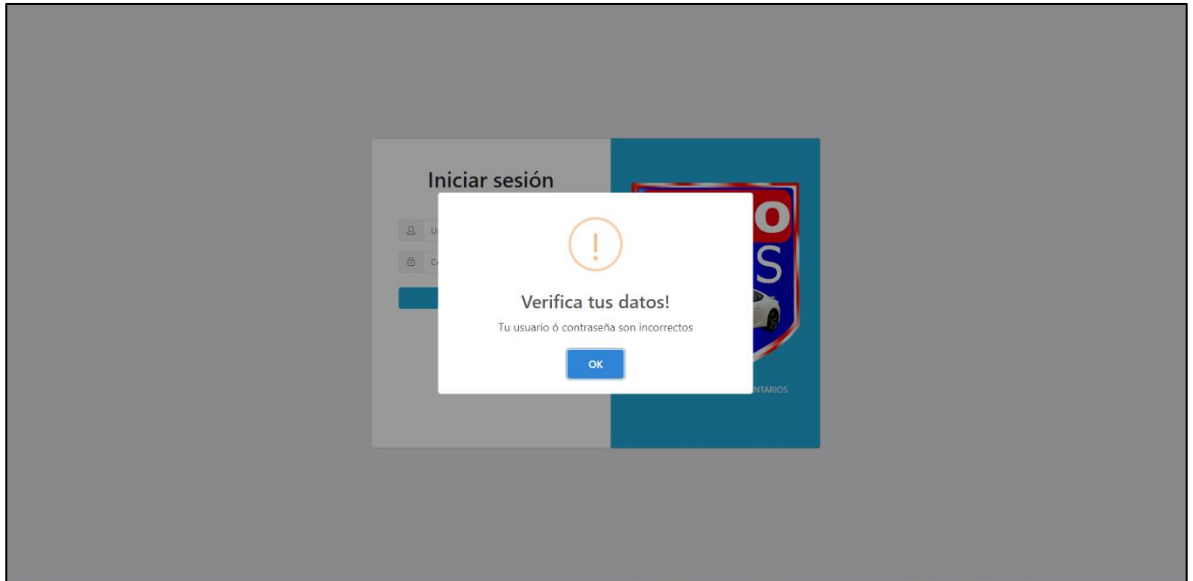 Iniciar sesión
Verifica tus datos!
Tu usuario ó contraseña son incorrectos
OK